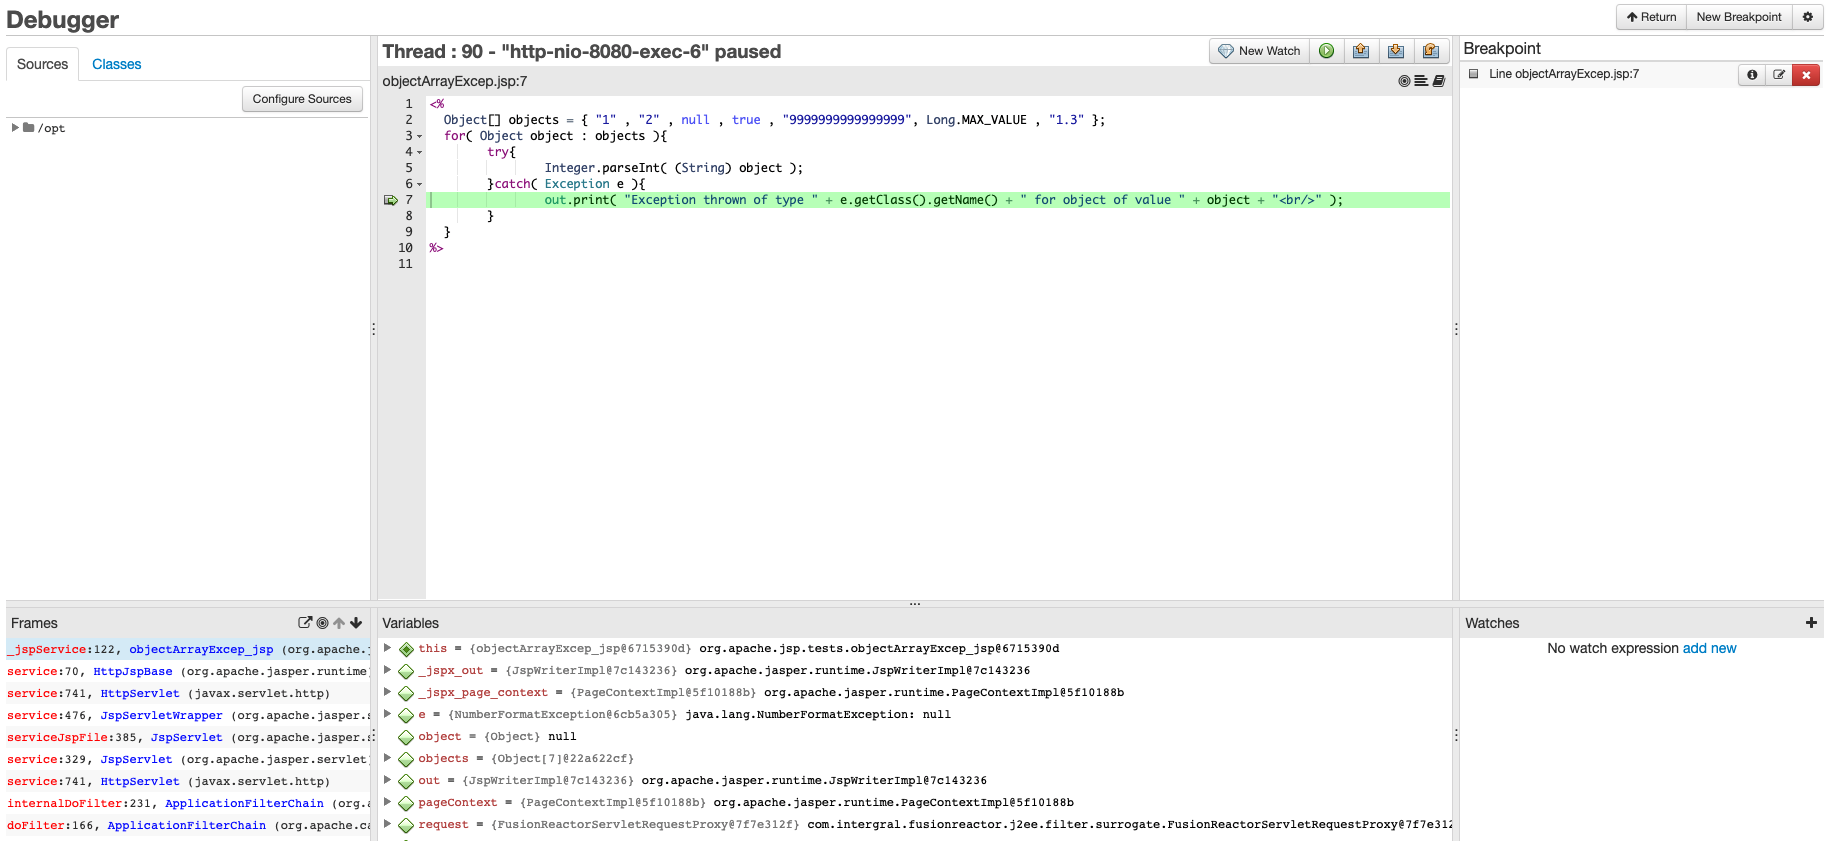 Debugger
Return
New Breakpoint
Sources
Classes
Configure Sources
/opt
Thread : 90 - "http-nio-8080-exec-6" paused
New Watch
objectArrayExcep.jsp:7
1 <%
2 Object[] objects = { "1" , "2" , null , true , "9999999999999999", Long.MAX_VALUE , "1.3" };
3 for( Object object : objects ){
4 try{
5 Integer.parseInt( (String) object );
6 }catch( Exception e ){
7 out.print( "Exception thrown of type " + e.getClass().getName() + " for object of value " + object + "<br/>" );
8 }
9 }
10 %>
11
Breakpoint
Line objectArrayExcep.jsp:7
Frames
_jspService:122, objectArrayExcep_jsp (org.apache.j
service:70, HttpJspBase (org.apache.jasper.runtime
service:741, HttpServlet (javax.servlet.http)
service:476, JspServletWrapper (org.apache.jasper.s
serviceJspFile:385, JspServlet (org.apache.jasper.s
service:329, JspServlet (org.apache.jasper.servlet
service:741, HttpServlet (javax.servlet.http)
internalDoFilter:231, ApplicationFilterChain (org.a
doFilter:166, ApplicationFilterChain (org.apache.ca
Variables
this = {objectArrayExcep_jsp@6715390d} org.apache.jsp.tests.objectArrayExcep_jsp@6715390d
_jspx_out = {JspWriterImpl@7c143236} org.apache.jasper.runtime.JspWriterImpl@7c143236
_jspx_page_context = {PageContextImpl@5f10188b} org.apache.jasper.runtime.PageContextImpl@5f10188b
e = {NumberFormatException@6cb5a305} java.lang.NumberFormatException: null
object = {Object} null
objects = {Object[7]@22a622cf}
out = {JspWriterImpl@7c143236} org.apache.jasper.runtime.JspWriterImpl@7c143236
pageContext = {PageContextImpl@5f10188b} org.apache.jasper.runtime.PageContextImpl@5f10188b
request = {FusionReactorServletRequestProxy@7f7e312f} com.intergral.fusionreactor.j2ee.filter.surrogate.FusionReactorServletRequestProxy@7f7e312
Watches
No watch expression add new